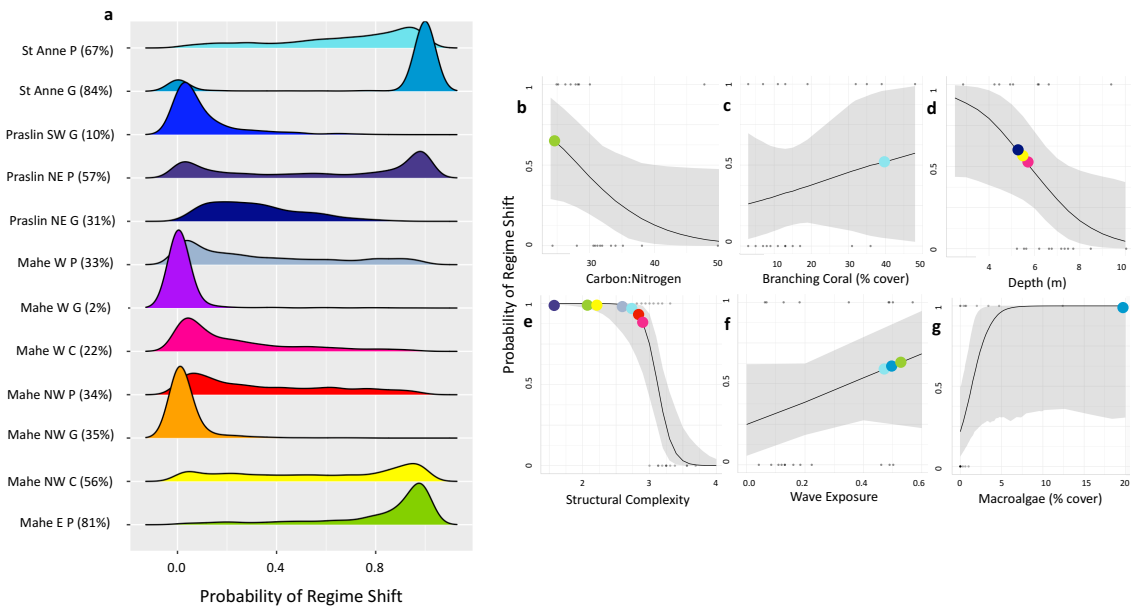 a
St Anne P (67%)
St Anne G (84%)
Praslin SW G (10%)
Praslin NE P (57%)
Praslin NE G (31%)
Mahe W P (33%)
Mahe W G (2%)
Mahe W C (22%)
Mahe NW P (34%)
Mahe NW G (35%)
Mahe NW C (56%)
Mahe E P (81%)
0.0 0.4 0.8
Probability of Regime Shift
Probability of Regime Shift
b
1
0.5
0
30 40 50
Carbon:Nitrogen
c
1
0.5
0
10 20 30 40 50
Branching Coral (% cover)
d
1
0.5
0
4 6 8 10
Depth (m)
e
1
0.5
0
2 3 4
Structural Complexity
f
1
0.5
0
0.0 0.2 0.4 0.6
Wave Exposure
g
1
0.5
0
0 5 10 15 20
Macroalgae (% cover)